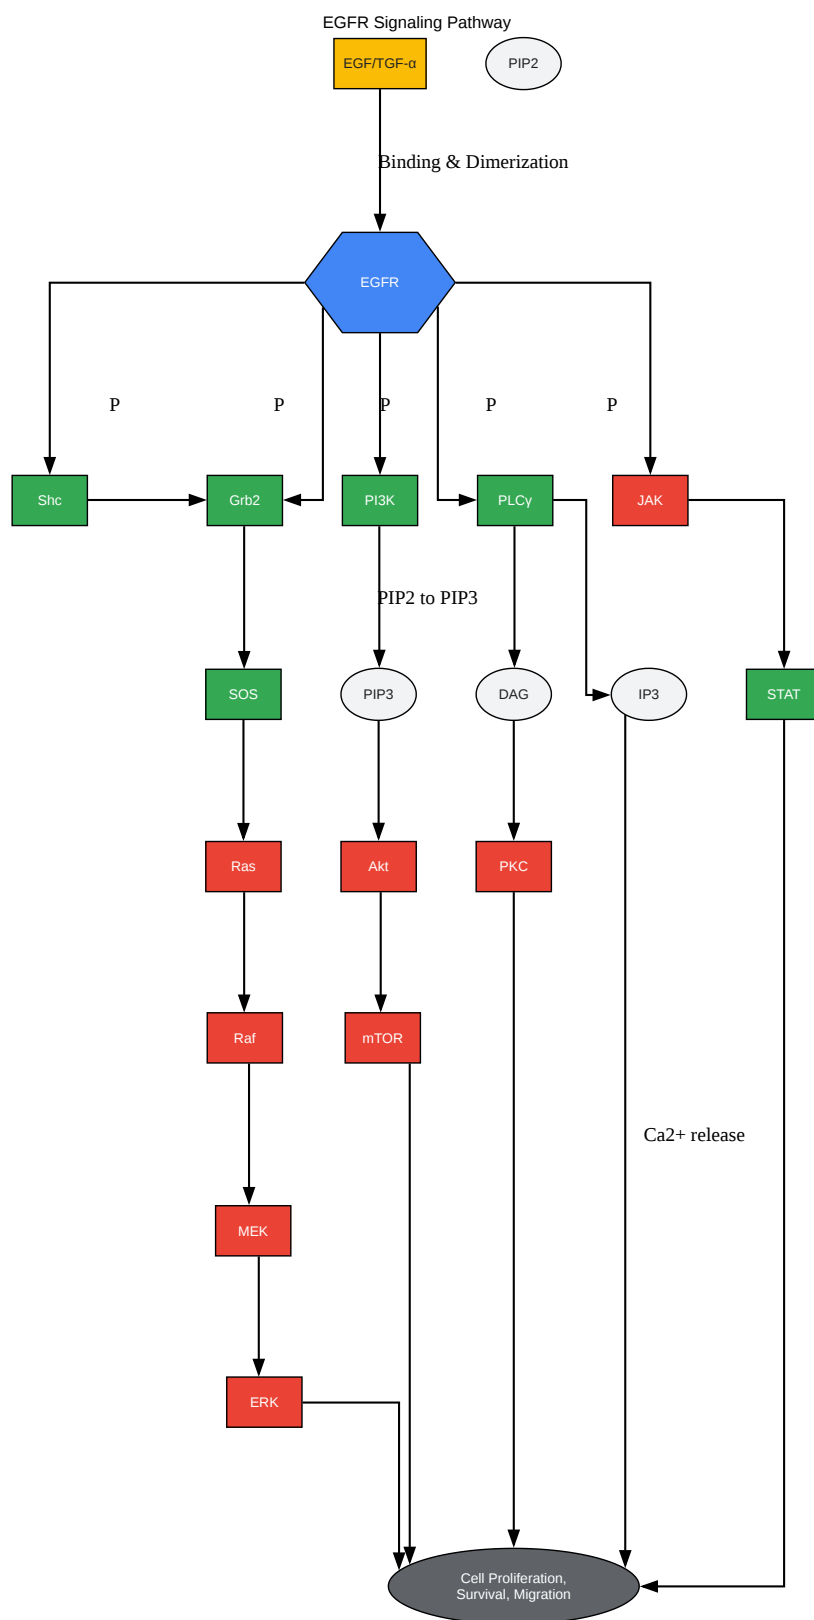 EGFR Signaling Pathway
EGF/TGF-α
PIP2
Binding & Dimerization
EGFR
P
P
P
P
P
Shc
Grb2
PI3K
PLCγ
JAK
PIP2 to PIP3
SOS
PIP3
DAG
IP3
STAT
Ras
Akt
PKC
Raf
mTOR
Ca2+ release
MEK
ERK
Cell Proliferation,
Survival, Migration